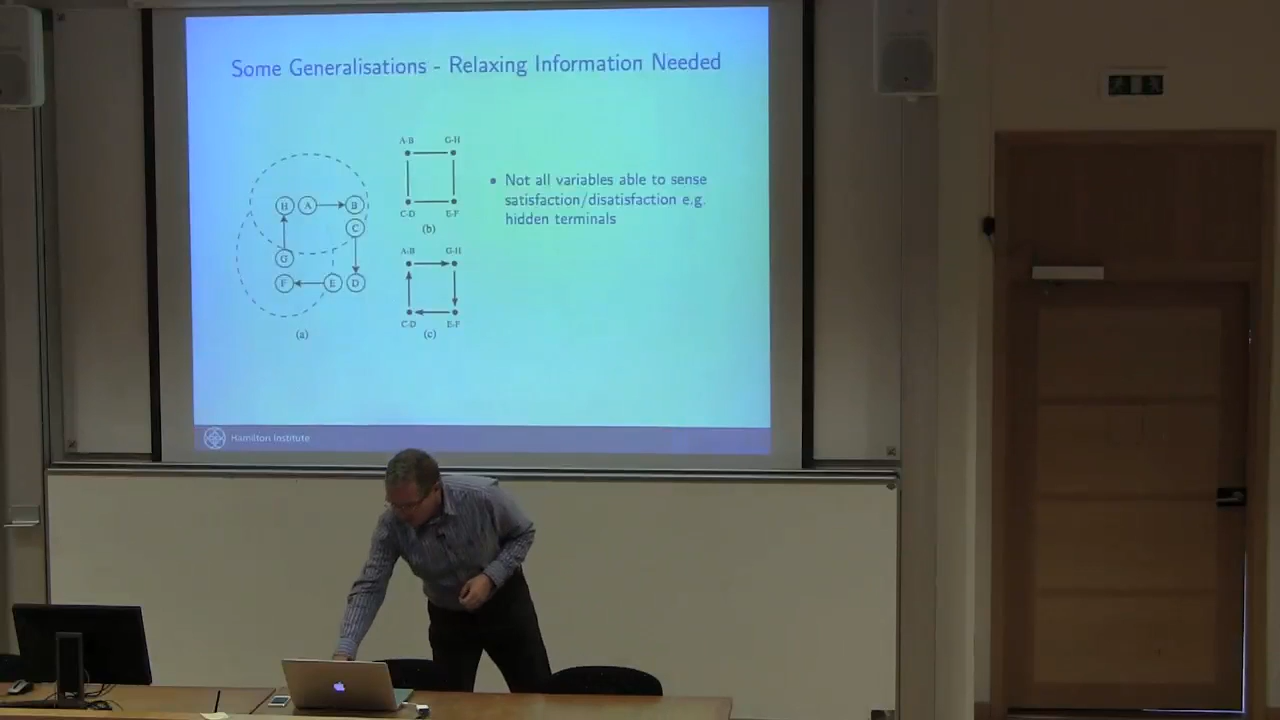 Some Generalisations - Relaxing Information Needed
A-B G-H
C-D E-F
(b)
H A B
C
G
F E D
(a)
A-B G-H
C-D E-F
(c)
• Not all variables able to sense
satisfaction/disatisfaction e.g.
hidden terminals
Hamilton Institute